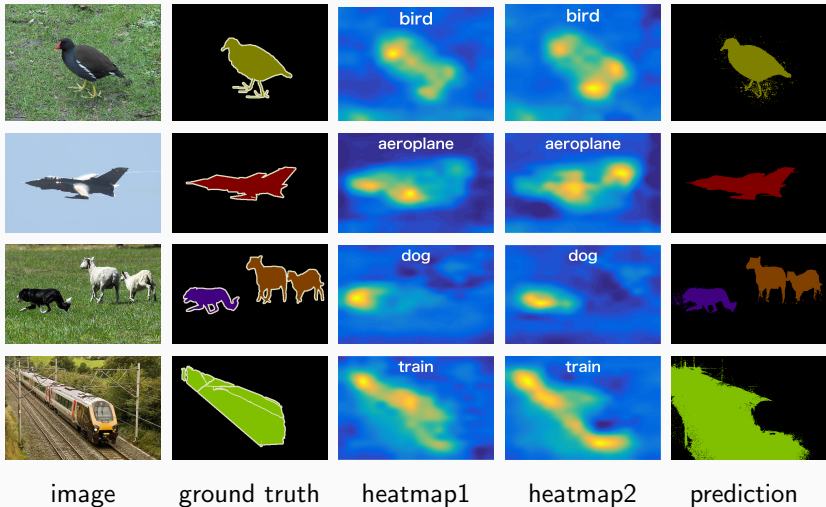 bird
bird
aeroplane
aeroplane
dog
dog
train
train
image ground truth heatmap1 heatmap2 prediction